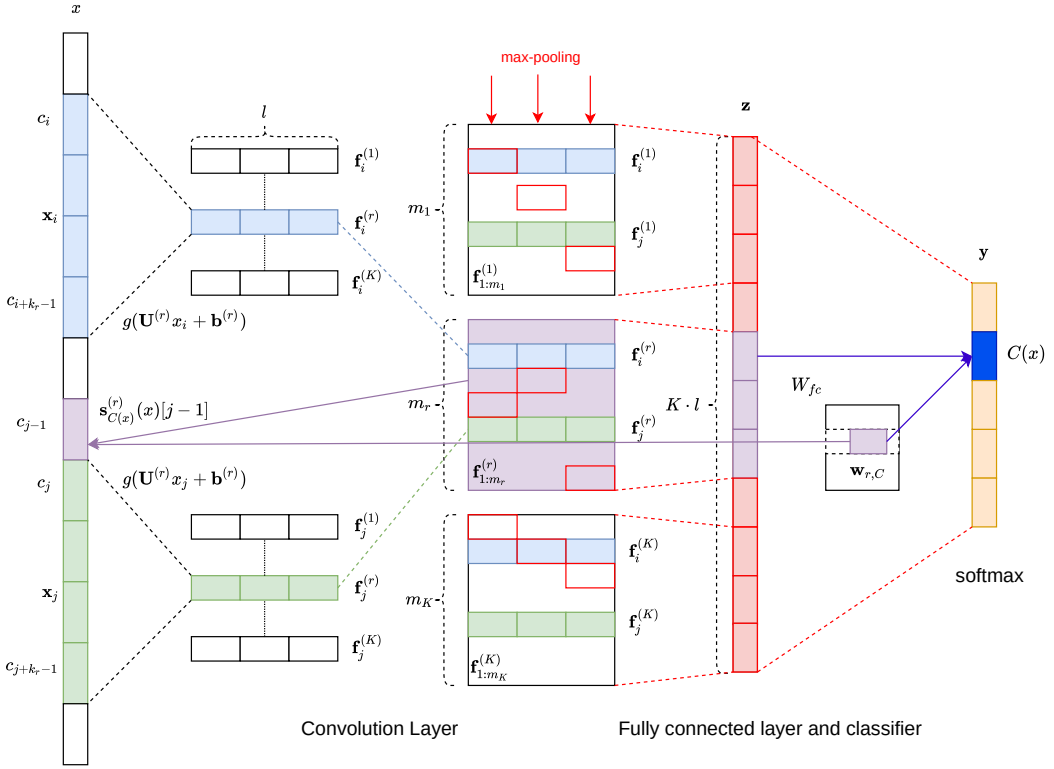 x
c_i
x_i
c_{i+k_r−1}
c_{j−1}
c_j
x_j
c_{j+k_r−1}
l
f_i^{(1)}
f_i^{(r)}
f_i^{(K)}
g(U^{(r)}x_i + b^{(r)})
s_{C(x)}^{(r)}(x)[j−1]
g(U^{(r)}x_j + b^{(r)})
f_j^{(1)}
f_j^{(r)}
f_j^{(K)}
max-pooling
m_1
f_i^{(1)}
f_j^{(1)}
f_{1:m_1}^{(1)}
m_r
f_i^{(r)}
f_j^{(r)}
f_{1:m_r}^{(r)}
m_K
f_i^{(K)}
f_j^{(K)}
f_{1:m_K}^{(K)}
z
K · l
W_{fc}
w_{r,C}
y
C(x)
softmax
Convolution Layer
Fully connected layer and classifier